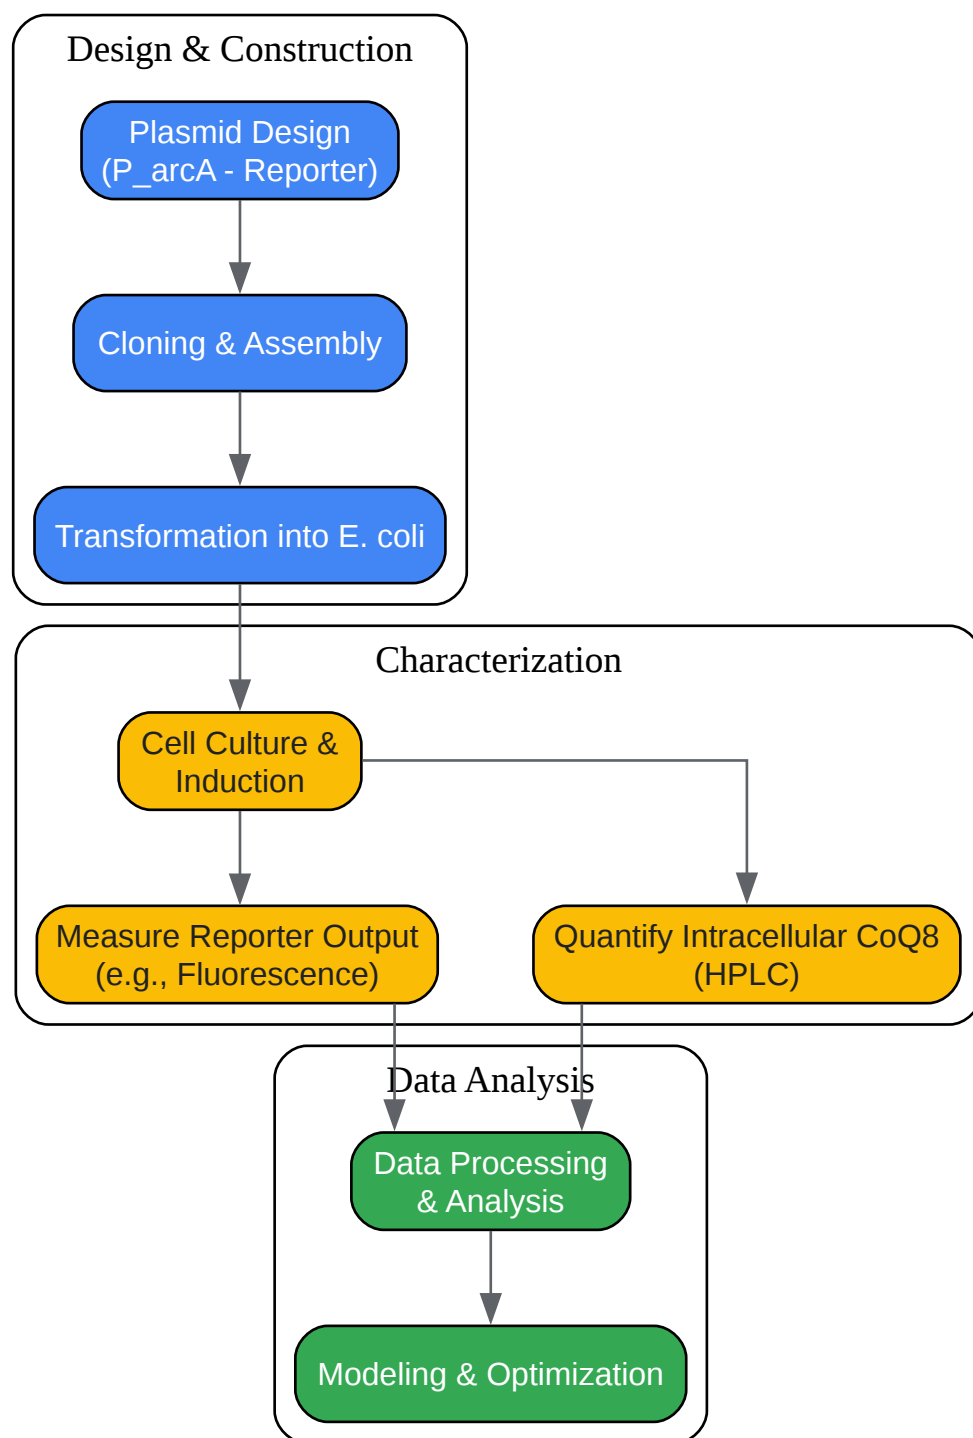 Design & Construction
Plasmid Design
(P_arcA - Reporter)
Cloning & Assembly
Transformation into E. coli
Characterization
Cell Culture &
Induction
Measure Reporter Output
(e.g., Fluorescence)
Quantify Intracellular CoQ8
(HPLC)
Data Analysis
Data Processing
& Analysis
Modeling & Optimization